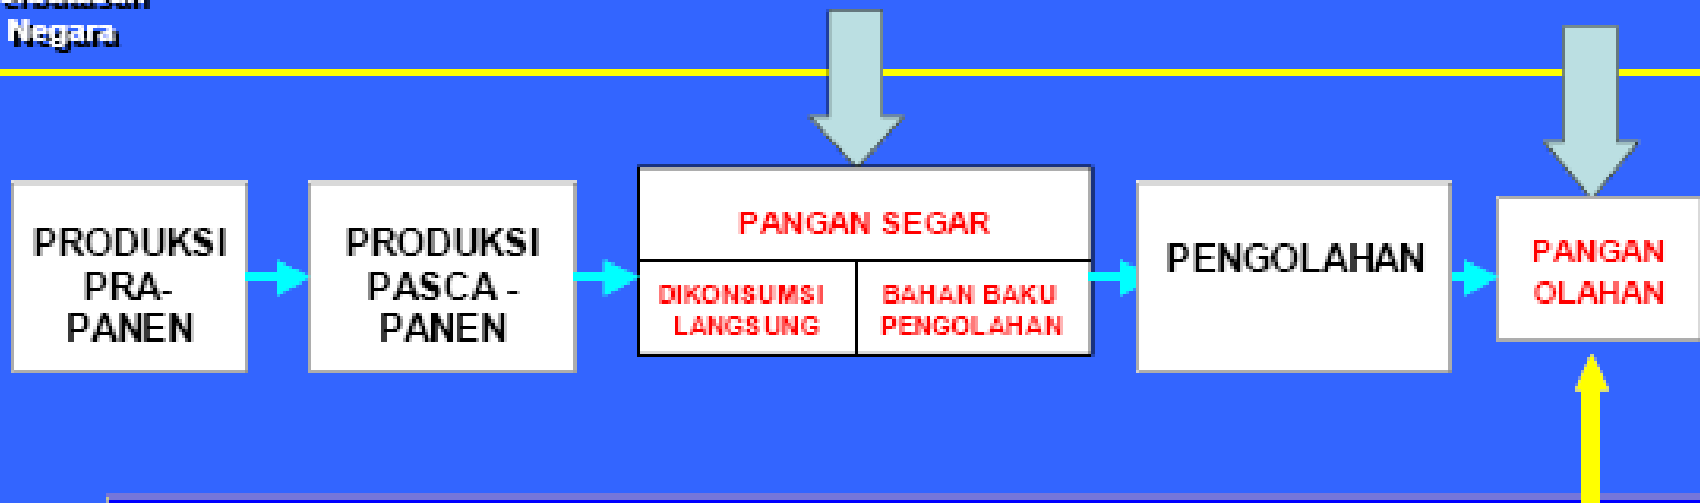 Negara
PRODUKSI
PRA-
PANEN
PRODUKSI
PASCA -
PANEN
PANGAN SEGAR
DIKONSUMSI
LANGSUNG
BAHAN BAKU
PENGOLAHAN
PENGOLAHAN
PANGAN
OLAHAN